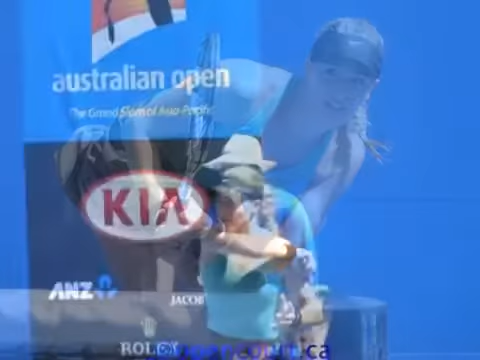 australian open
The Grand Slam of Asia-Pacific
KIA
ANZ
JACOB
ROLEX